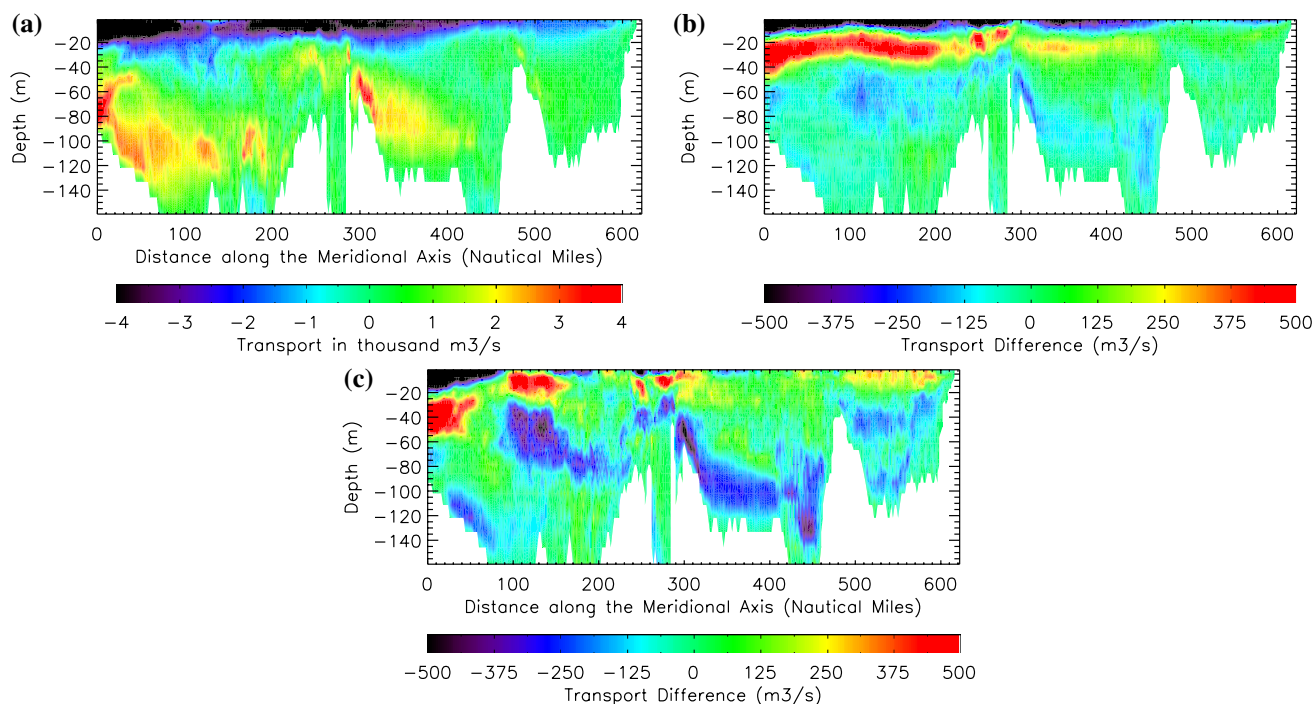 (a)
Depth (m)
−20
−40
−60
−80
−100
−120
−140
0 100 200 300 400 500 600
Distance along the Meridional Axis (Nautical Miles)
−4 −3 −2 −1 0 1 2 3 4
Transport in thousand m3/s
(b)
Depth (m)
−20
−40
−60
−80
−100
−120
−140
0 100 200 300 400 500 600
−500 −375 −250 −125 0 125 250 375 500
Transport Difference (m3/s)
(c)
Depth (m)
−20
−40
−60
−80
−100
−120
−140
0 100 200 300 400 500 600
Distance along the Meridional Axis (Nautical Miles)
−500 −375 −250 −125 0 125 250 375 500
Transport Difference (m3/s)